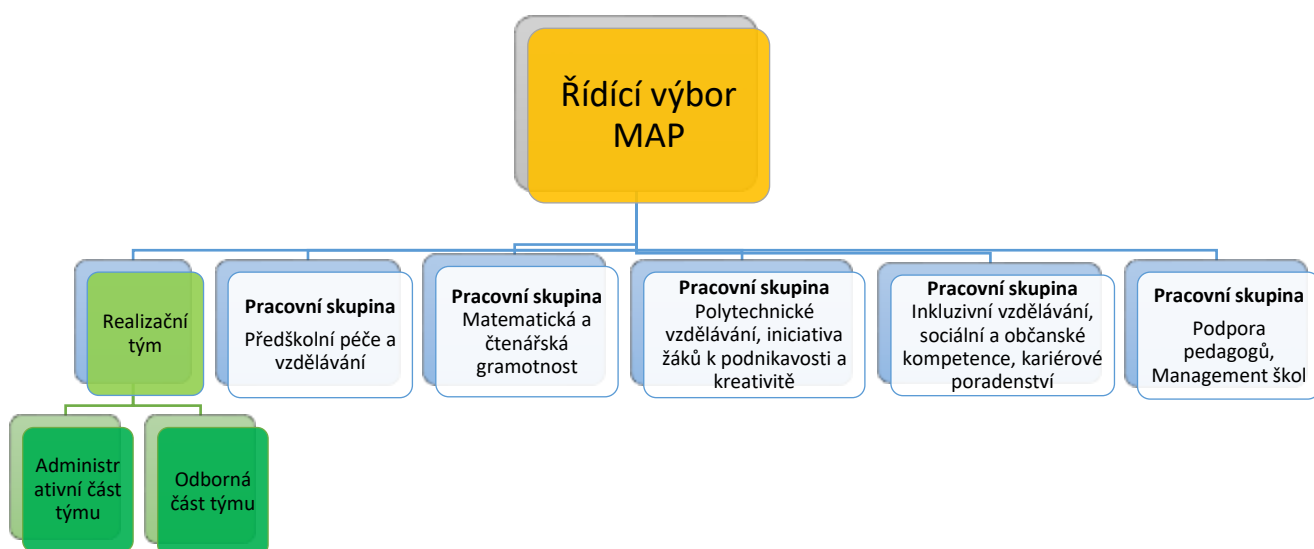 Řídící výbor
MAP
Realizační
tým
Pracovní skupina
Předškolní péče a
vzdělávání
Pracovní skupina
Matematická a
čtenářská
gramotnost
Pracovní skupina
Polytechnické
vzdělávání, iniciativa
žáků k podnikavosti a
kreativitě
Pracovní skupina
Inkluzivní vzdělávání,
sociální a občanské
kompetence, kariérové
poradenství
Pracovní skupina
Podpora
pedagogů,
Management škol
Administr
ativní část
týmu
Odborná
část týmu